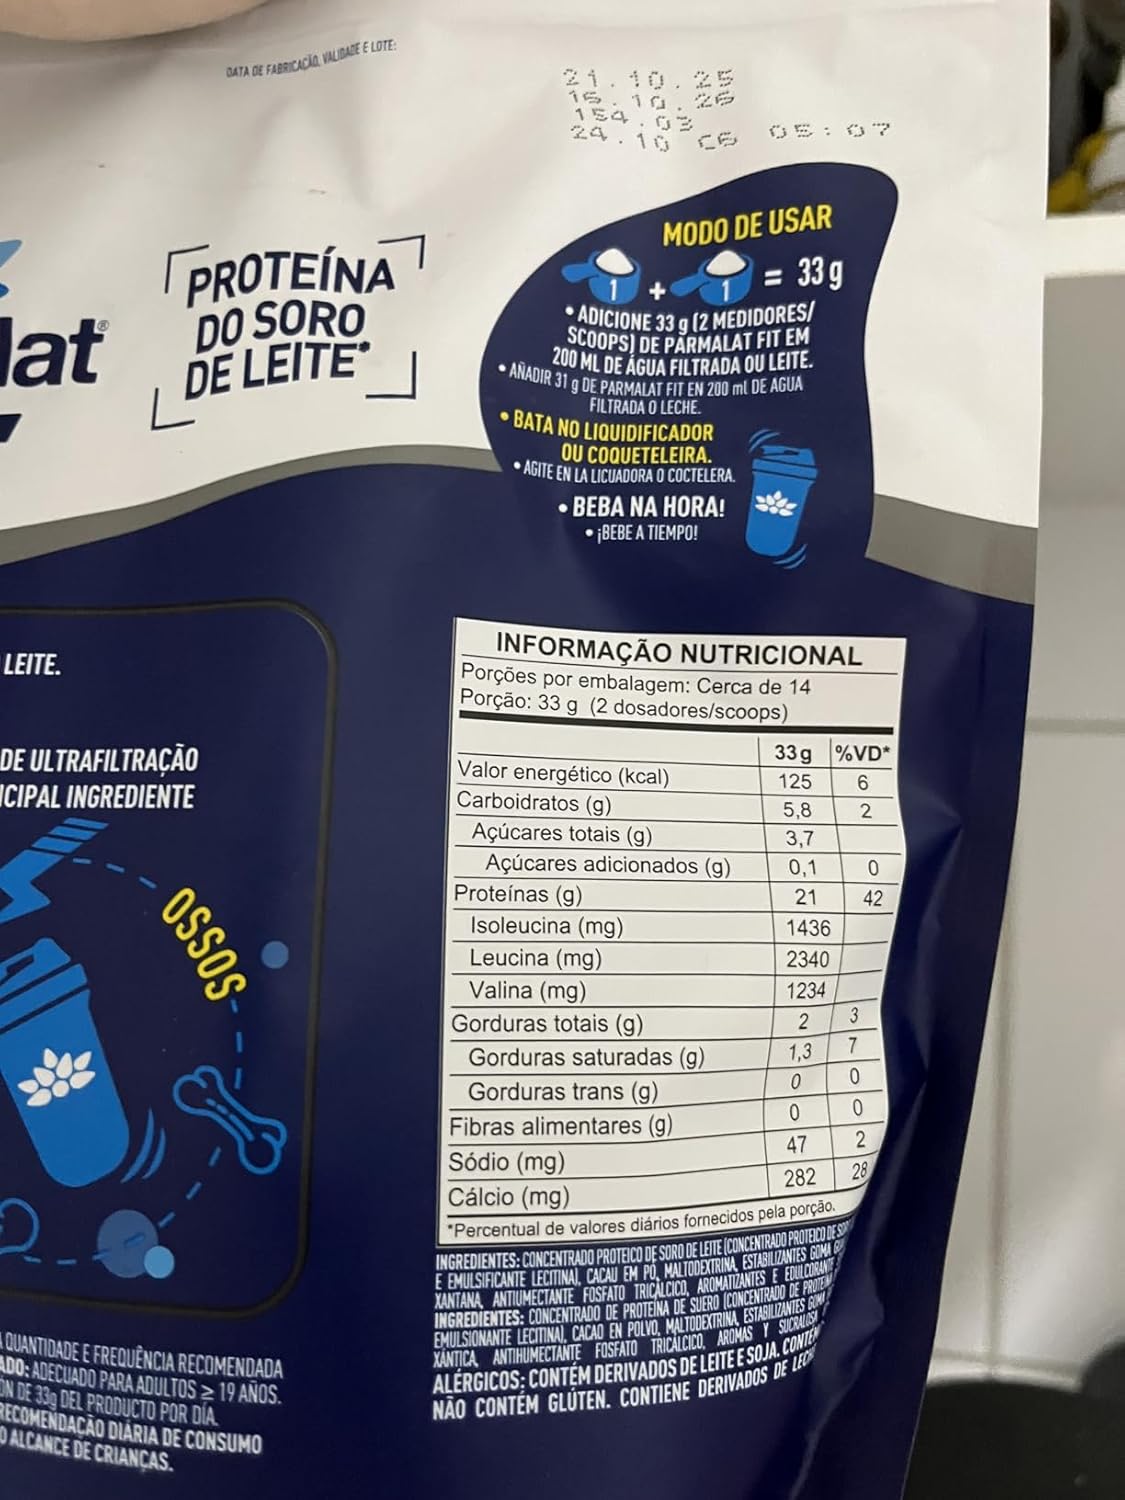 DATA DE FABRICAÇÃO, VALIDADE E LOTE:
21.10.25
15.10.26
154.03
24.10 C6 05:07
lat®
PROTEÍNA
DO SORO
DE LEITE*
MODO DE USAR
1 + 1 = 33 g
• ADICIONE 33 g (2 MEDIDORES/
SCOOPS) DE PARMALAT FIT EM
200 ML DE ÁGUA FILTRADA OU LEITE.
• AÑADIR 31 g DE PARMALAT FIT EN 200 ml DE AGUA
FILTRADA O LECHE.
• BATA NO LIQUIDIFICADOR
OU COQUETELEIRA.
• AGITE EN LA LICUADORA O COCTELERA.
• BEBA NA HORA!
• ¡BEBE A TIEMPO!
LEITE.
DE ULTRAFILTRAÇÃO
CIPAL INGREDIENTE
OSSOS
INFORMAÇÃO NUTRICIONAL
Porções por embalagem: Cerca de 14
Porção: 33 g (2 dosadores/scoops)
33 g %VD*
Valor energético (kcal) 125 6
Carboidratos (g) 5,8 2
Açúcares totais (g) 3,7
Açúcares adicionados (g) 0,1 0
Proteínas (g) 21 42
Isoleucina (mg) 1436
Leucina (mg) 2340
Valina (mg) 1234
Gorduras totais (g) 2 3
Gorduras saturadas (g) 1,3 7
Gorduras trans (g) 0 0
Fibras alimentares (g) 0 0
Sódio (mg) 47 2
Cálcio (mg) 282 28
*Percentual de valores diários fornecidos pela porção.
INGREDIENTES: CONCENTRADO PROTEICO DE SORO DE LEITE (CONCENTRADO PROTEICO DE
E EMULSIFICANTE LECITINA), CACAU EM PÓ, MALTODEXTRINA, ESTABILIZANTES GOMA
XANTANA, ANTIUMECTANTE FOSFATO TRICÁLCICO, AROMATIZANTES E
INGREDIENTES: CONCENTRADO DE PROTEÍNA DE SUERO (CONCENTRADO DE
EMULSIONANTE LECITINA), CACAO EN POLVO, MALTODEXTRINA, ESTABILIZANTES
XÁNTICA, ANTIHUMECTANTE FOSFATO TRICÁLCICO, AROMAS Y
ALÉRGICOS: CONTÉM DERIVADOS DE LEITE E SOJA.
NÃO CONTÉM GLÚTEN. CONTIENE DERIVADOS DE
QUANTIDADE E FREQUÊNCIA RECOMENDADA
ADO: ADECUADO PARA ADULTOS ≥ 19 AÑOS.
ÓN DE 33g DEL PRODUCTO POR DÍA.
RECOMENDAÇÃO DIÁRIA DE CONSUMO
O ALCANCE DE CRIANÇAS.